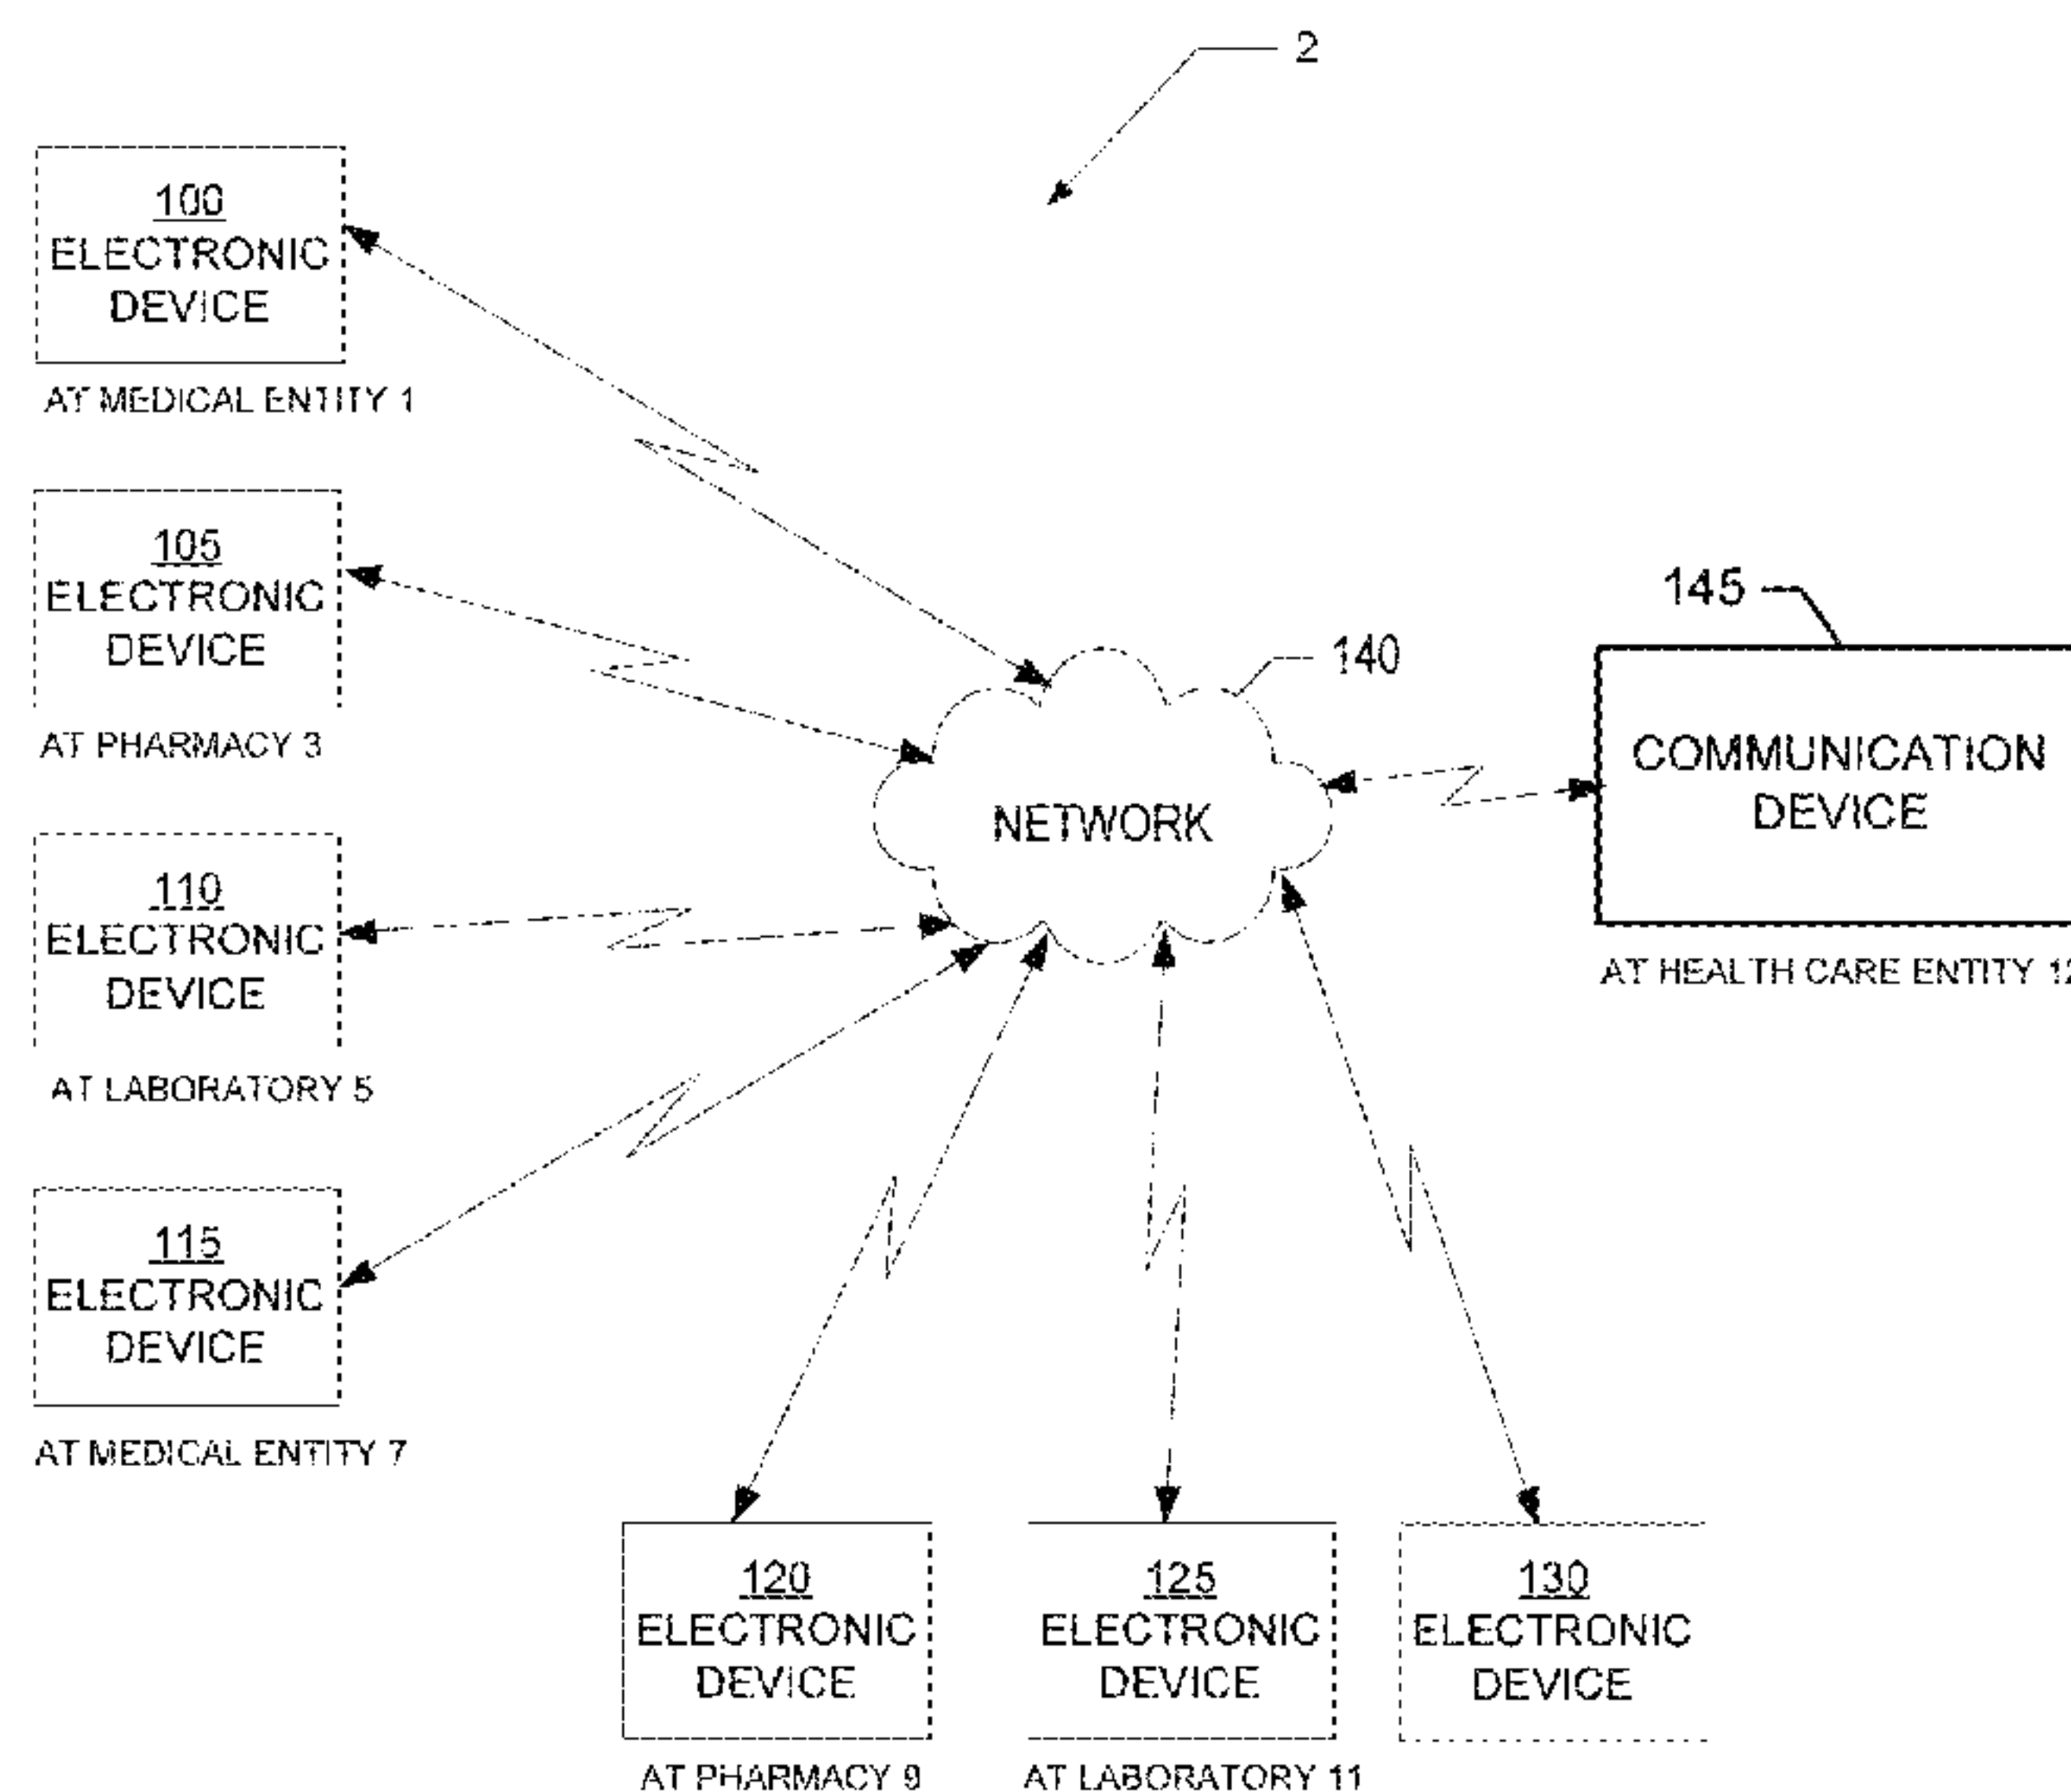 2
100
ELECTRONIC
DEVICE
AT MEDICAL ENTITY 1
105
ELECTRONIC
DEVICE
AT PHARMACY 3
145
140
COMMUNICATION
DEVICE
NETWORK
110
ELECTRONIC
DEVICE
AT HEALTH CARE ENTITY
AT LABORATORY 5
115
ELECTRONIC
DEVICE
AT MEDICAL ENTITY 7
120
ELECTRONIC
DEVICE
AT PHARMACY 9
125
ELECTRONIC
DEVICE
AT LABORATORY 11
130
ELECTRONIC
DEVICE